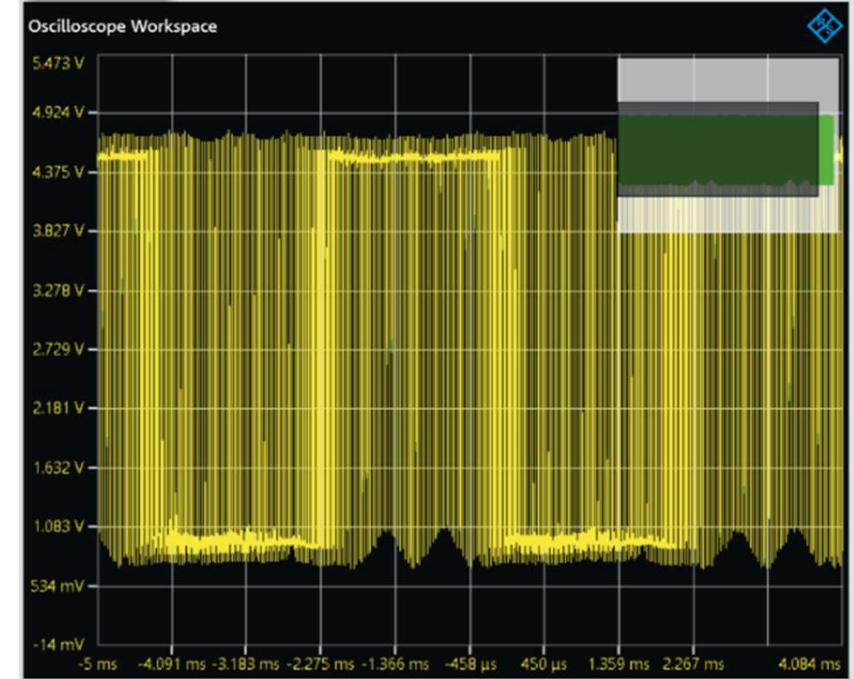 Oscilloscope Workspace
R&S
5.473 V
4.924 V
4.375 V
3.827 V
3.278 V
2.729 V
2.181 V
1.632 V
1.083 V
534 mV
-14 mV
-5 ms -4.091 ms -3.183 ms -2.275 ms -1.366 ms -458 µs 450 µs 1.359 ms 2.267 ms 4.084 ms